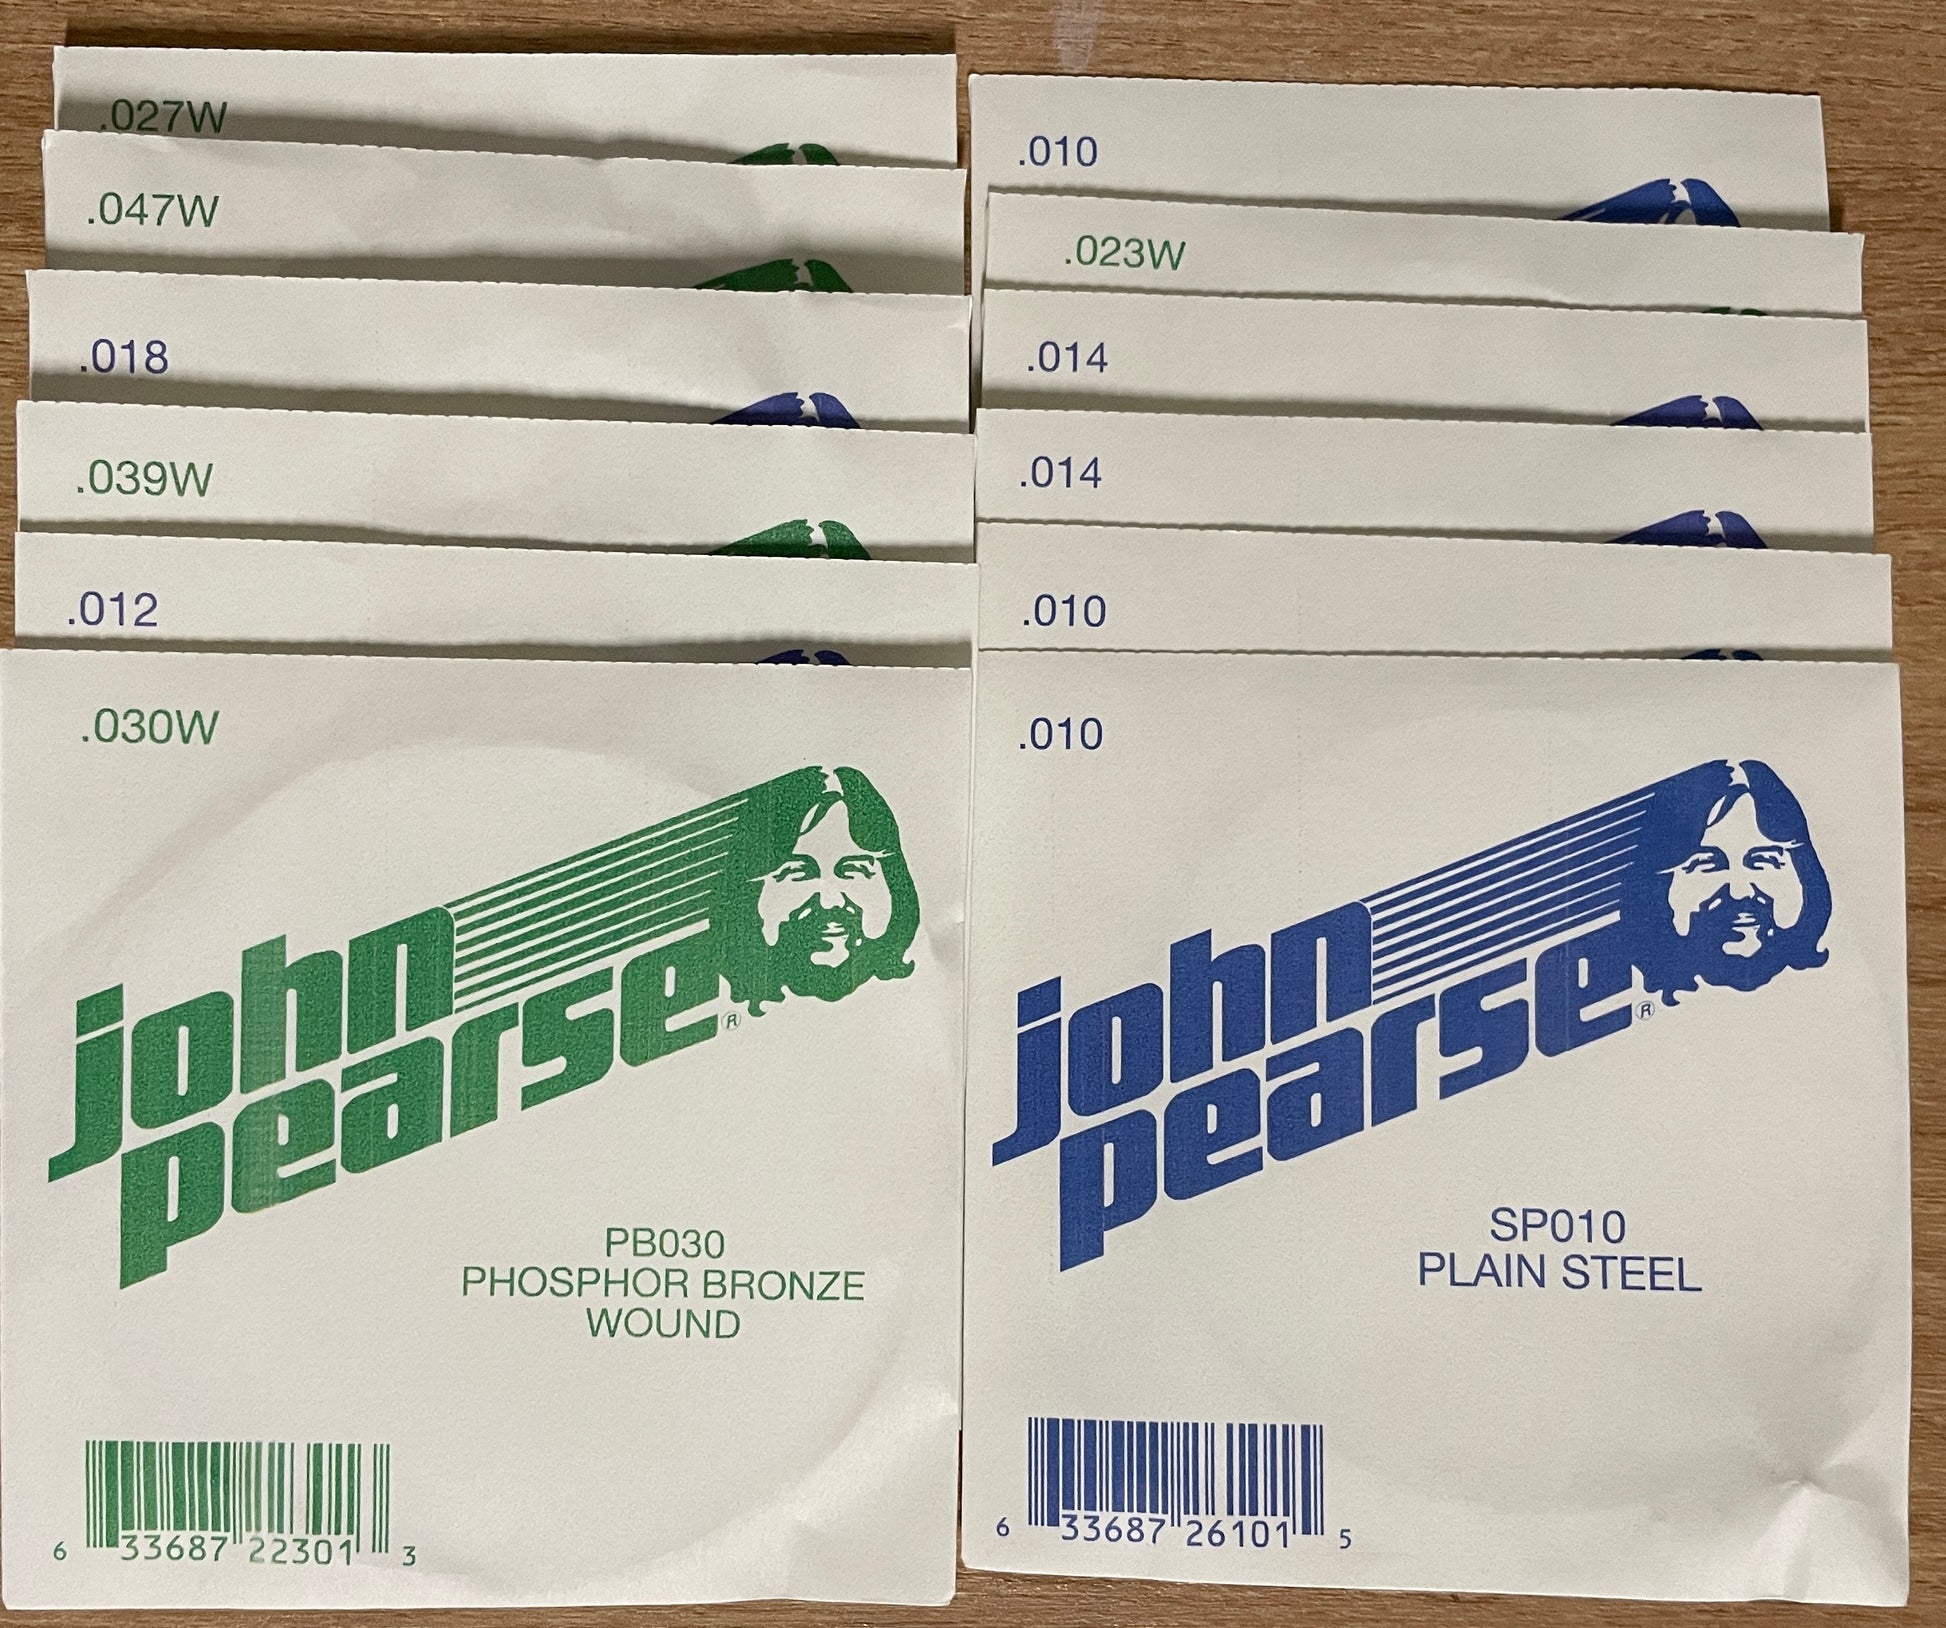 .027W
.047W
.018
.039W
.012
.030W
john
pearse®
PB030
PHOSPHOR BRONZE
WOUND
6 33687 22301 3
.010
.023W
.014
.014
.010
.010
john
pearse®
SP010
PLAIN STEEL
6 33687 26101 5